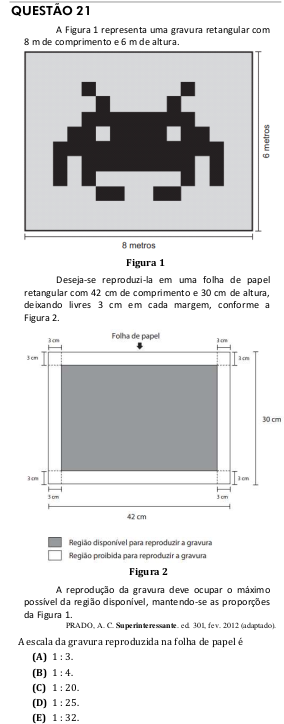 QUESTÃO 21
A Figura 1 representa uma gravura retangular com
8 m de comprimento e 6 m de altura.
6 metros
8 metros
Figura 1
Deseja-se reproduzi-la em uma folha de papel
retangular com 42 cm de comprimento e 30 cm de altura,
deixando livres 3 cm em cada margem, conforme a
Figura 2.
Folha de papel
3 cm
3 cm
3 cm
3 cm
30 cm
3 cm
3 cm
3 cm
3 cm
42 cm
Região disponível para reproduzir a gravura
Região proibida para reproduzir a gravura
Figura 2
A reprodução da gravura deve ocupar o máximo
possível da região disponível, mantendo-se as proporções
da Figura 1.
PRADO, A. C. Superinteressante. ed. 301, fev. 2012 (adaptado).
A escala da gravura reproduzida na folha de papel é
(A) 1 : 3.
(B) 1 : 4.
(C) 1 : 20.
(D) 1 : 25.
(E) 1 : 32.